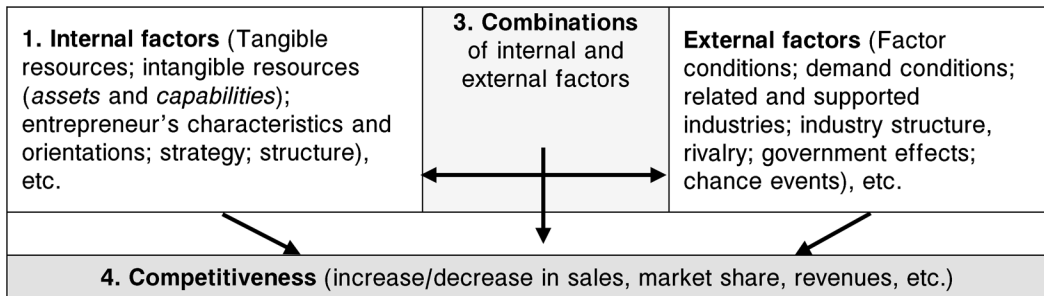 1. Internal factors (Tangible
resources; intangible resources
(assets and capabilities);
entrepreneur's characteristics and
orientations; strategy; structure),
etc.
3. Combinations
of internal and
external factors
External factors (Factor
conditions; demand conditions;
related and supported
industries; industry structure,
rivalry; government effects;
chance events), etc.
4. Competitiveness (increase/decrease in sales, market share, revenues, etc.)